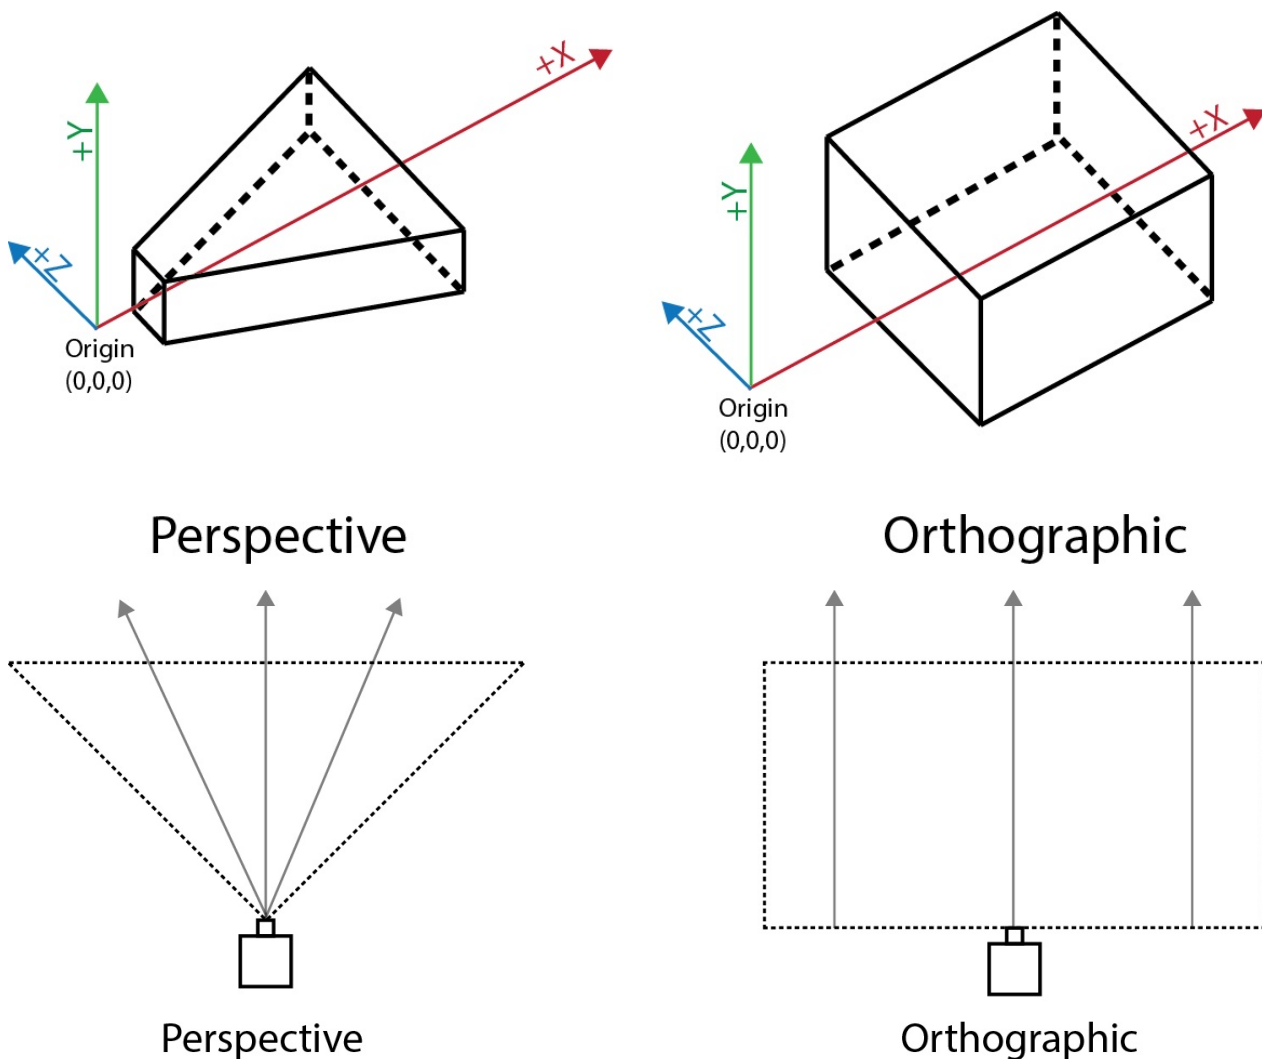 +X
+Y
+Z
Origin
(0,0,0)
+X
+Y
+Z
Origin
(0,0,0)
Perspective
Orthographic
Perspective
Orthographic